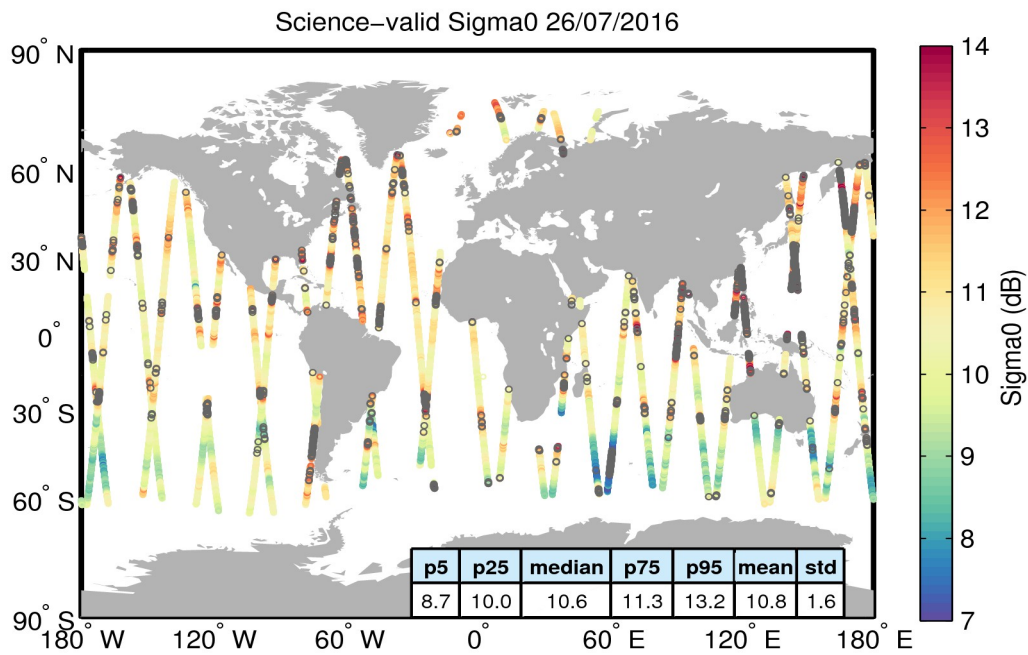 Science−valid Sigma0 26/07/2016
90° N
60° N
30° N
0°
30° S
60° S
90° S
180° W
120° W
60° W
0°
60° E
120° E
180° E
p5 p25 median p75 p95 mean std
8.7 10.0 10.6 11.3 13.2 10.8 1.6
14
13
12
11
10
9
8
7
Sigma0 (dB)